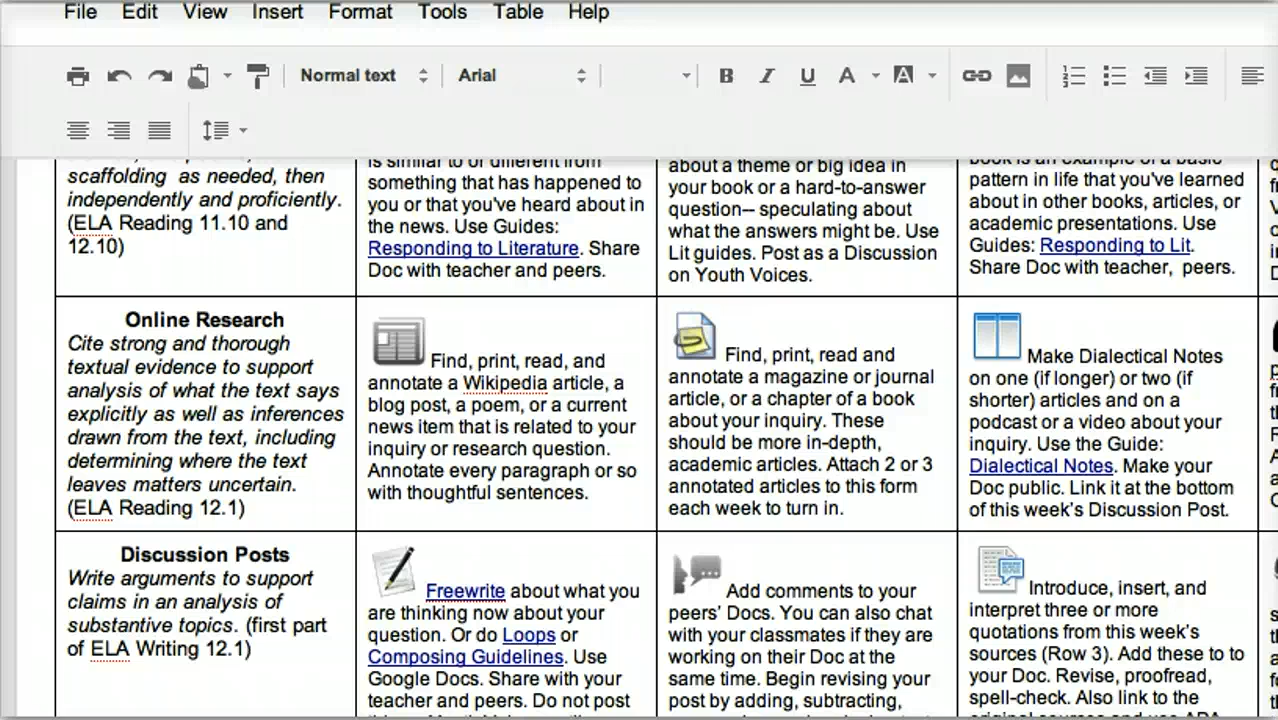 File Edit View Insert Format Tools Table Help
Normal text Arial
scaffolding as needed, then
independently and proficiently.
(ELA Reading 11.10 and
12.10)
is similar to or different from
something that has happened to
you or that you've heard about in
the news. Use Guides:
Responding to Literature. Share
Doc with teacher and peers.
about a theme or big idea in
your book or a hard-to-answer
question-- speculating about
what the answers might be. Use
Lit guides. Post as a Discussion
on Youth Voices.
book is an example of a basic
pattern in life that you've learned
about in other books, articles, or
academic presentations. Use
Guides: Responding to Lit.
Share Doc with teacher, peers.
Online Research
Cite strong and thorough
textual evidence to support
analysis of what the text says
explicitly as well as inferences
drawn from the text, including
determining where the text
leaves matters uncertain.
(ELA Reading 12.1)
Find, print, read, and
annotate a Wikipedia article, a
blog post, a poem, or a current
news item that is related to your
inquiry or research question.
Annotate every paragraph or so
with thoughtful sentences.
Find, print, read and
annotate a magazine or journal
article, or a chapter of a book
about your inquiry. These
should be more in-depth,
academic articles. Attach 2 or 3
annotated articles to this form
each week to turn in.
Make Dialectical Notes
on one (if longer) or two (if
shorter) articles and on a
podcast or a video about your
inquiry. Use the Guide:
Dialectical Notes. Make your
Doc public. Link it at the bottom
of this week's Discussion Post.
Discussion Posts
Write arguments to support
claims in an analysis of
substantive topics. (first part
of ELA Writing 12.1)
Freewrite about what you
are thinking now about your
question. Or do Loops or
Composing Guidelines. Use
Google Docs. Share with your
teacher and peers. Do not post
Add comments to your
peers' Docs. You can also chat
with your classmates if they are
working on their Doc at the
same time. Begin revising your
post by adding, subtracting,
Introduce, insert, and
interpret three or more
quotations from this week's
sources (Row 3). Add these to to
your Doc. Revise, proofread,
spell-check. Also link to the